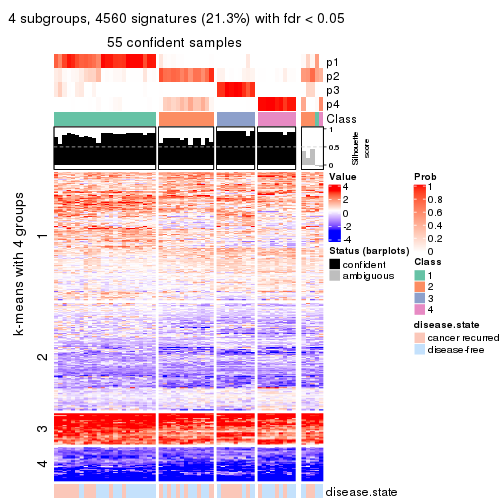 4 subgroups, 4560 signatures (21.3%) with fdr < 0.05
55 confident samples
p1
p2
p3
p4
Class
1
0.5
0
Silhouette
score
k-means with 4 groups
1
2
3
4
disease.state
Value
4
2
0
-2
-4
Status (barplots)
confident
ambiguous
Prob
1
0.8
0.6
0.4
0.2
0
Class
1
2
3
4
disease.state
cancer recurred
disease-free